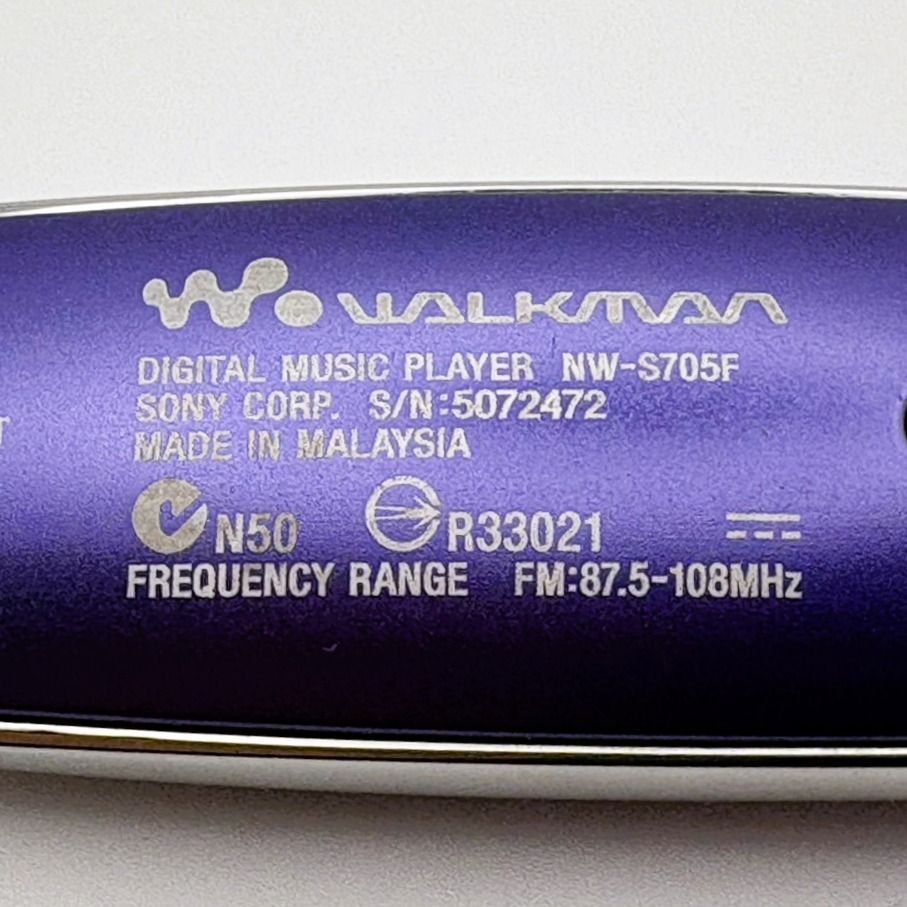 WALKMAN
DIGITAL MUSIC PLAYER NW-S705F
SONY CORP. S/N:5072472
MADE IN MALAYSIA
N50 R33021
FREQUENCY RANGE FM:87.5-108MHz